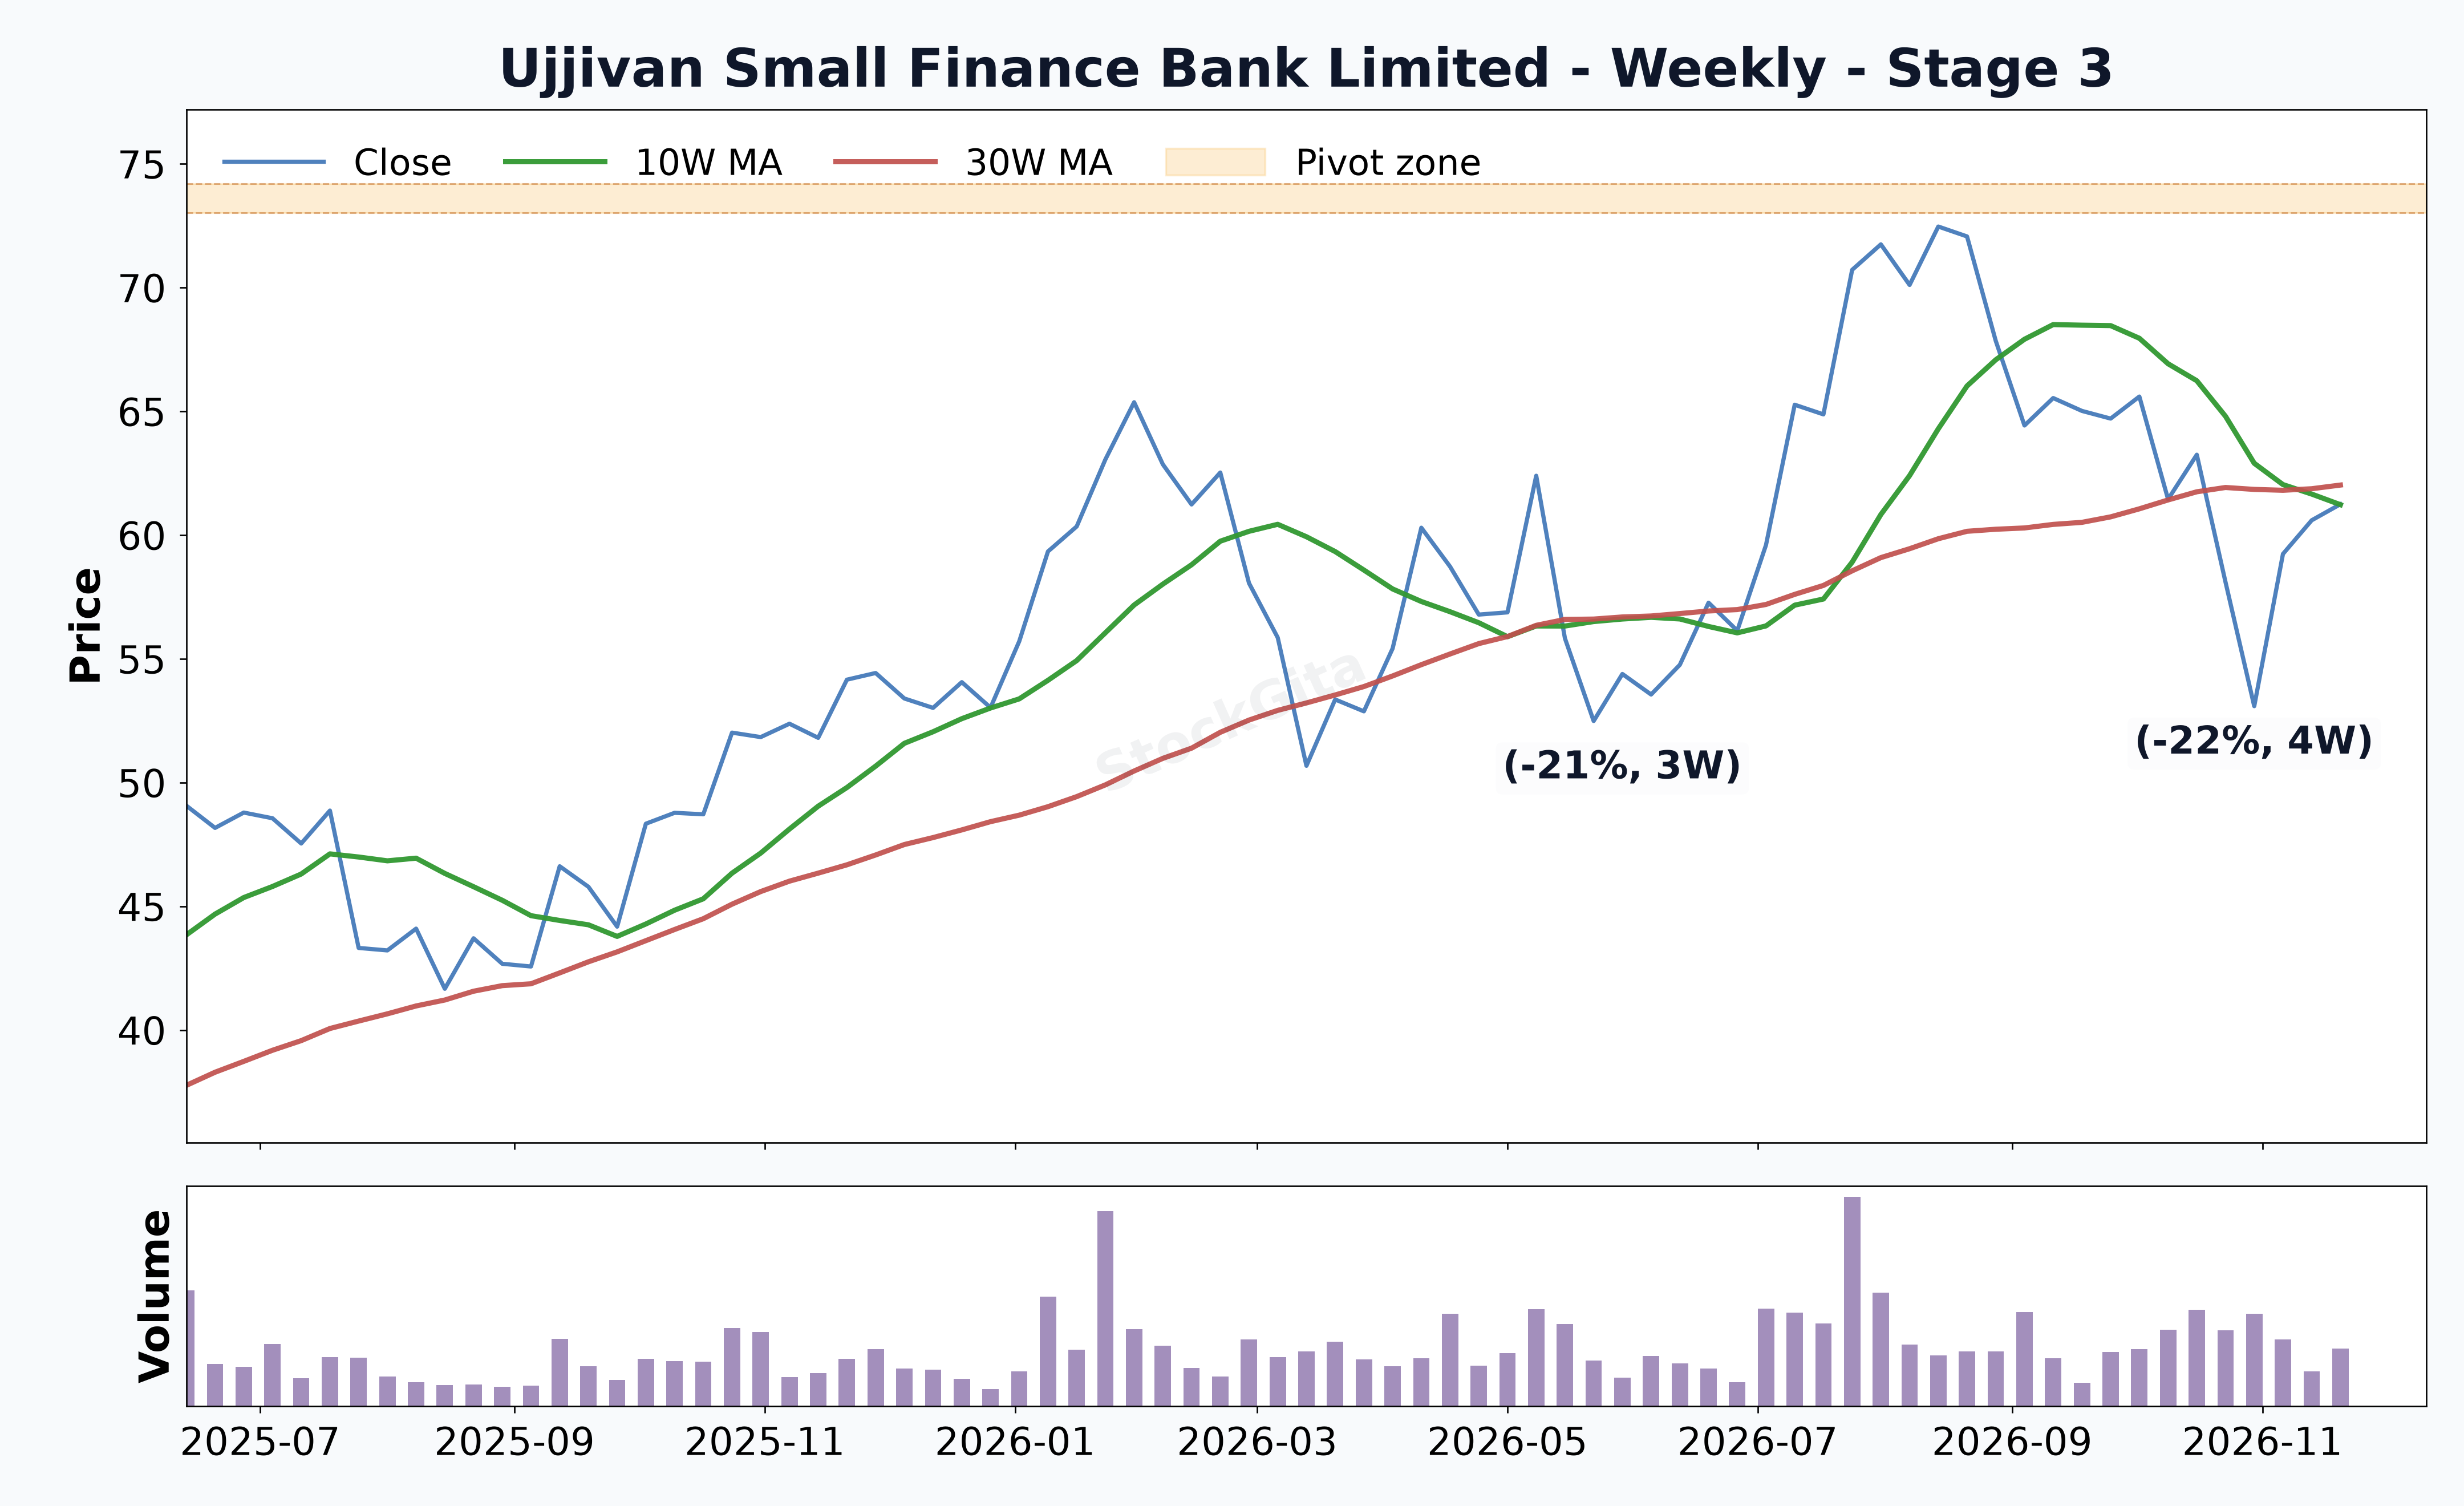 Ujjivan Small Finance Bank Limited - Weekly - Stage 3
Close 10W MA 30W MA Pivot zone
Price
75
70
65
60
55
50
45
40
StockGita
(-21%, 3W)
(-22%, 4W)
Volume
2025-07 2025-09 2025-11 2026-01 2026-03 2026-05 2026-07 2026-09 2026-11